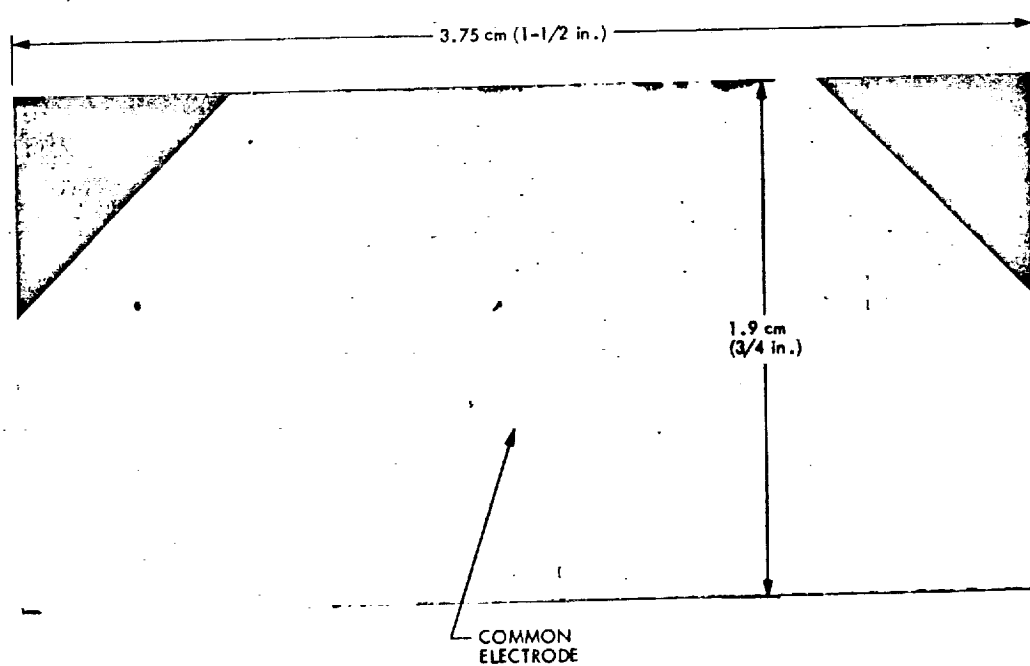 3.75 cm (1-1/2 in.)
1.9 cm
(3/4 in.)
COMMON
ELECTRODE